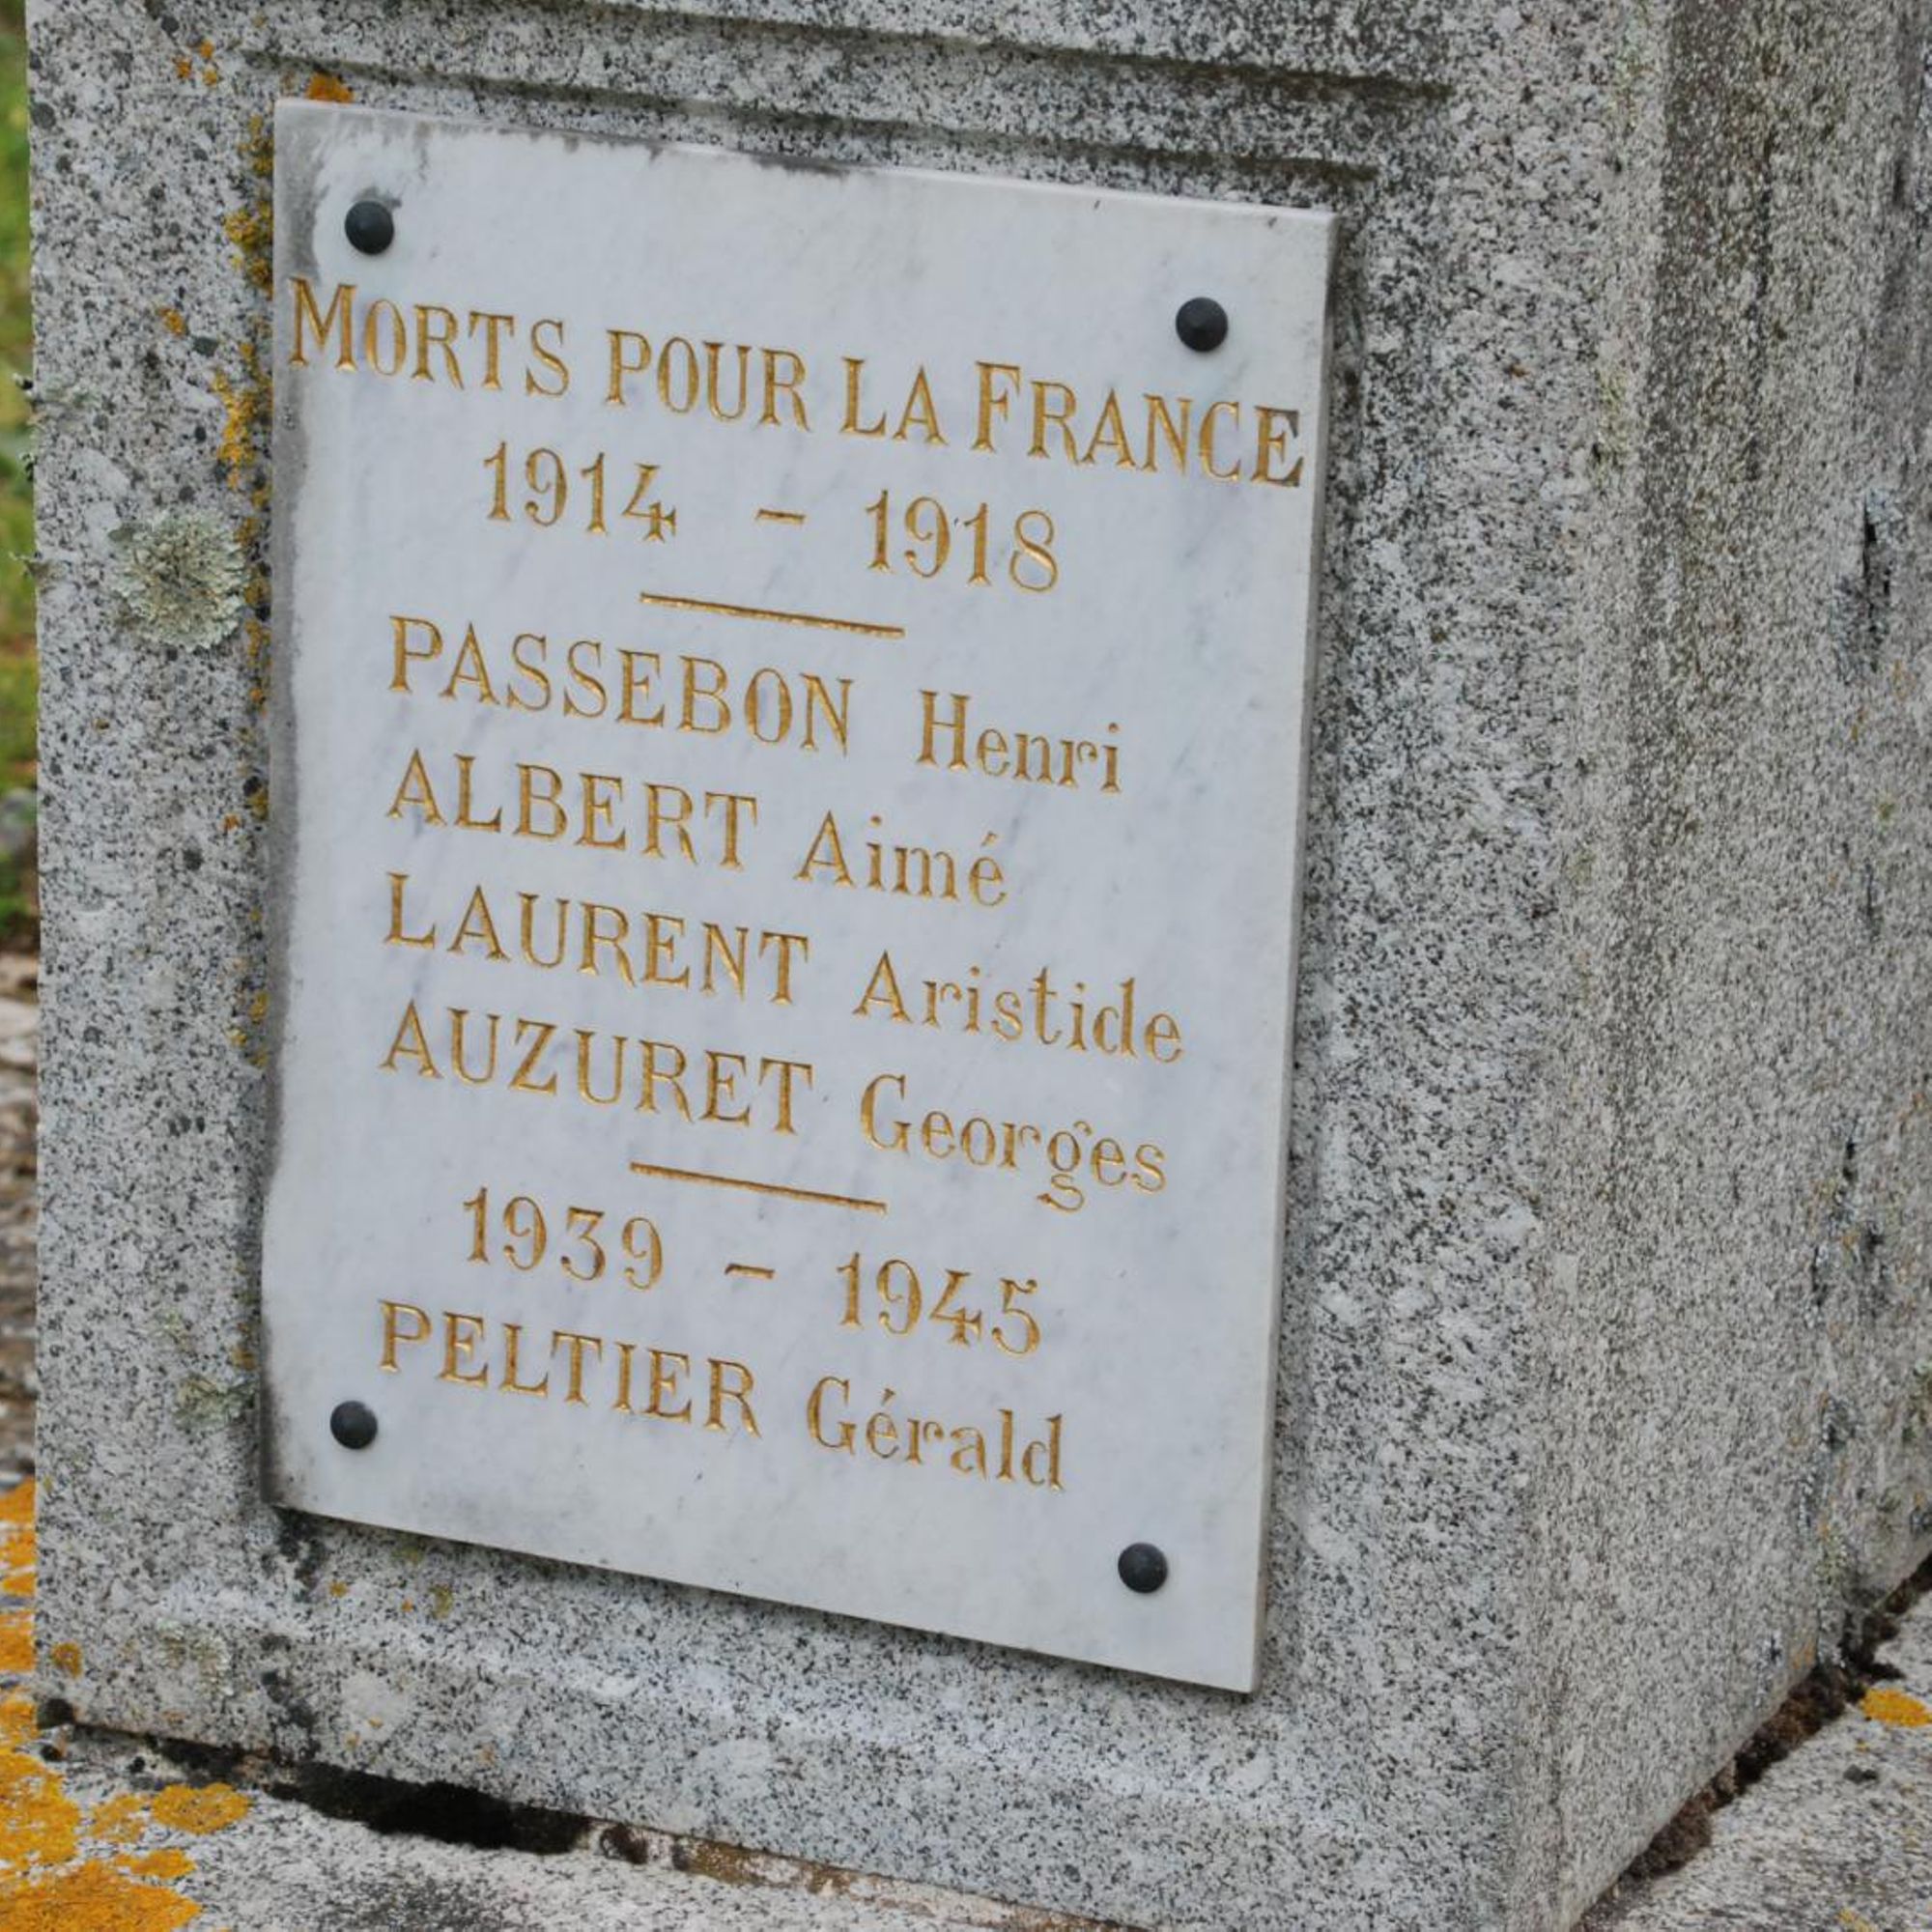 MORTS POUR LA FRANCE
1914 - 1918
PASSEBON Henri
ALBERT Aimé
LAURENT Aristide
AUZURET Georges
1939 - 1945
PELTIER Gérald